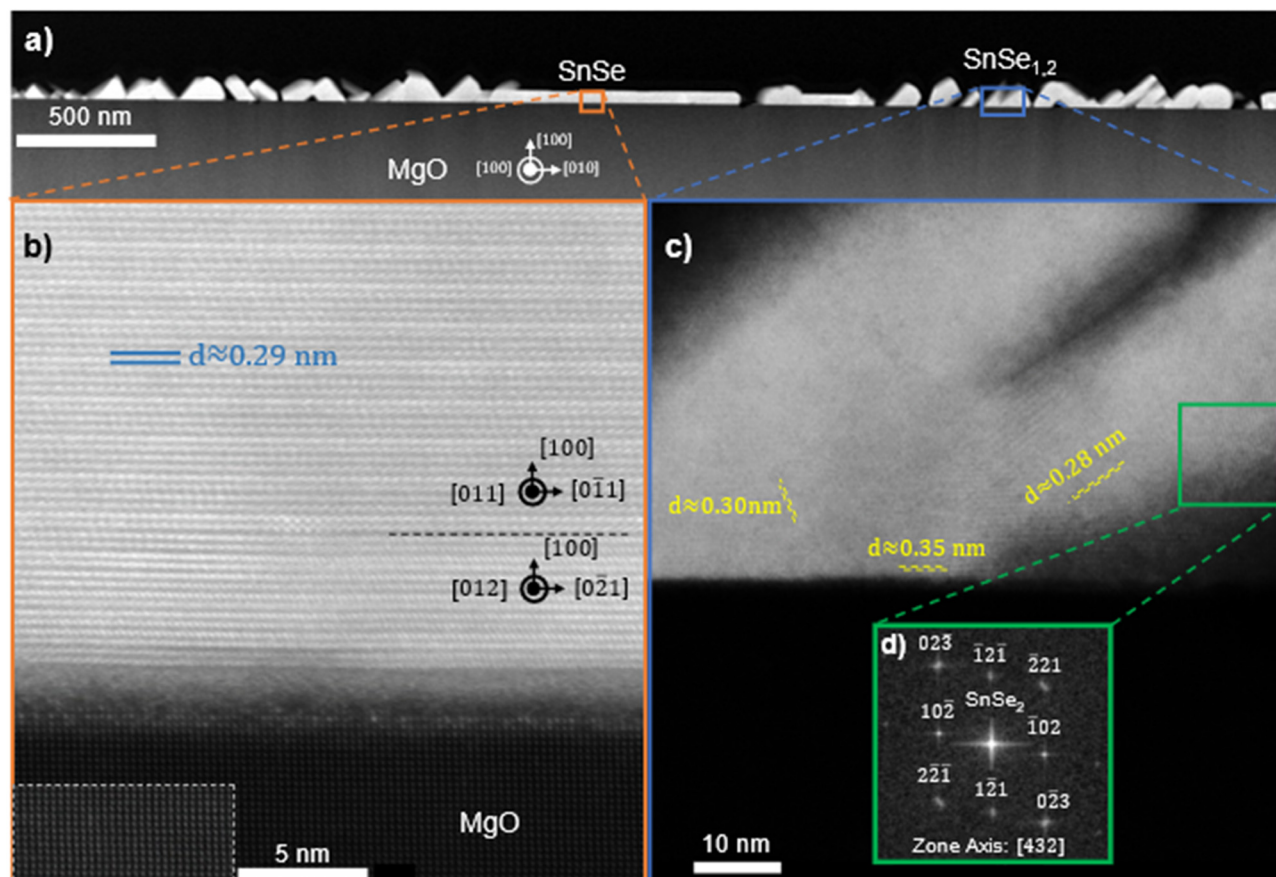 a)
SnSe
SnSe₁,₂
500 nm
MgO
[100]
[100]
[010]
b)
d≈0.29 nm
[100]
[011]
[01̄1]
[100]
[012]
[02̄1]
MgO
5 nm
c)
d≈0.30nm
d≈0.35 nm
d≈0.28 nm
d)
023̄
1̄21̄
2̄21
SnSe₂
102̄
1̄02
22̄1̄
12̄1
02̄3
Zone Axis: [432]
10 nm